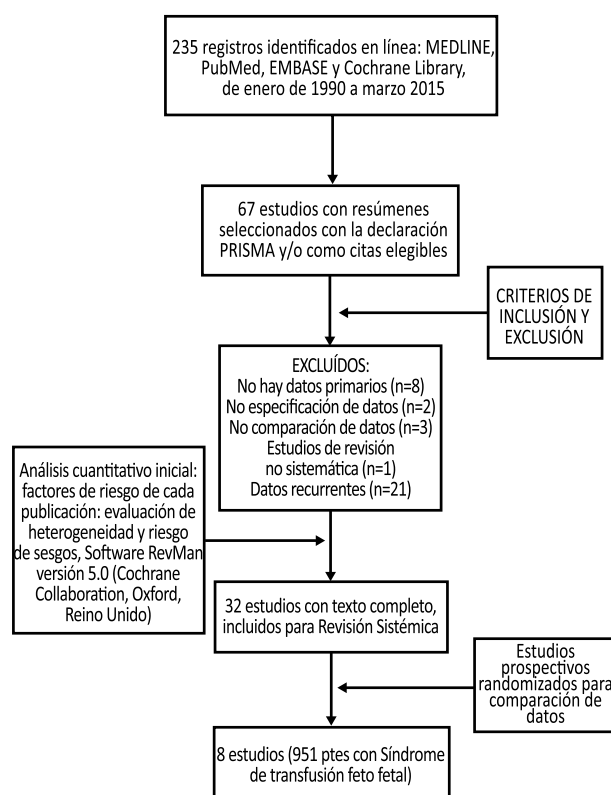 235 registros identificados en línea: MEDLINE,
PubMed, EMBASE y Cochrane Library,
de enero de 1990 a marzo 2015
67 estudios con resúmenes
seleccionados con la declaración
PRISMA y/o como citas elegibles
CRITERIOS DE
INCLUSIÓN Y
EXCLUSIÓN
EXCLUÍDOS:
No hay datos primarios (n=8)
No especificación de datos (n=2)
No comparación de datos (n=3)
Estudios de revisión
no sistemática (n=1)
Datos recurrentes (n=21)
Análisis cuantitativo inicial:
factores de riesgo de cada
publicación: evaluación de
heterogeneidad y riesgo
de sesgos, Software RevMan
versión 5.0 (Cochrane
Collaboration, Oxford,
Reino Unido)
32 estudios con texto completo,
incluidos para Revisión Sistémica
Estudios
prospectivos
randomizados para
comparación de
datos
8 estudios (951 ptes con Síndrome
de transfusión feto fetal)